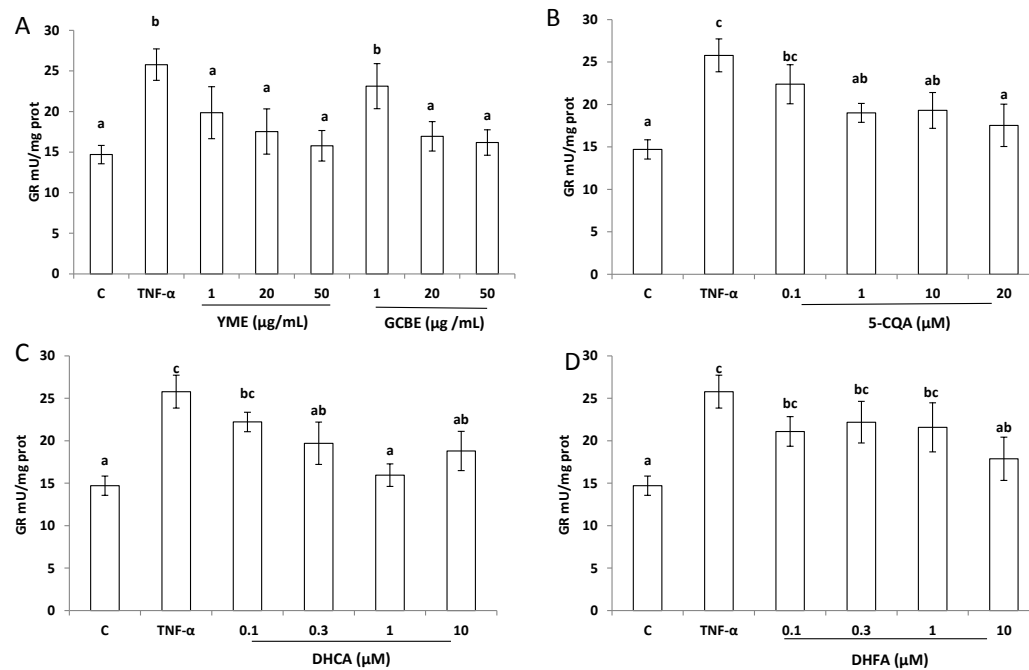 A
GR mU/mg prot
30
25
20
15
10
5
0
a
b
a
a
a
b
a
a
C TNF-α 1 20 50 1 20 50
YME (µg/mL) GCBE (µg /mL)
B
GR mU/mg prot
30
25
20
15
10
5
0
a
c
bc
ab
ab
a
C TNF-α 0.1 1 10 20
5-CQA (µM)
C
GR mU/mg prot
30
25
20
15
10
5
0
a
c
bc
ab
a
ab
C TNF-α 0.1 0.3 1 10
DHCA (µM)
D
GR mU/mg prot
30
25
20
15
10
5
0
a
c
bc
bc
bc
ab
C TNF-α 0.1 0.3 1 10
DHFA (µM)